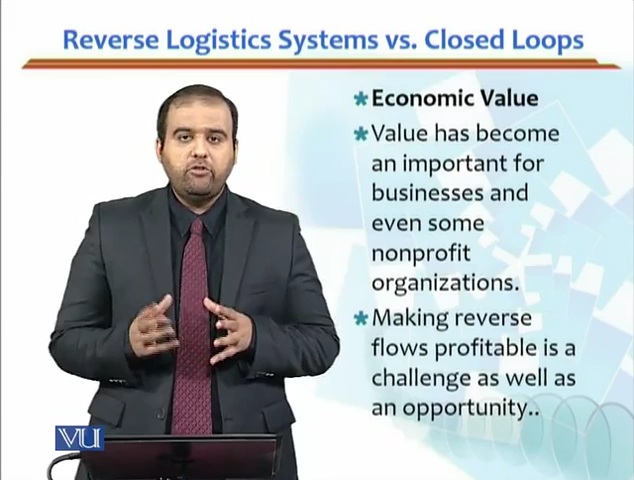 Reverse Logistics Systems vs. Closed Loops
* Economic Value
* Value has become
an important for
businesses and
even some
nonprofit
organizations.
* Making reverse
flows profitable is a
challenge as well as
an opportunity..
VU